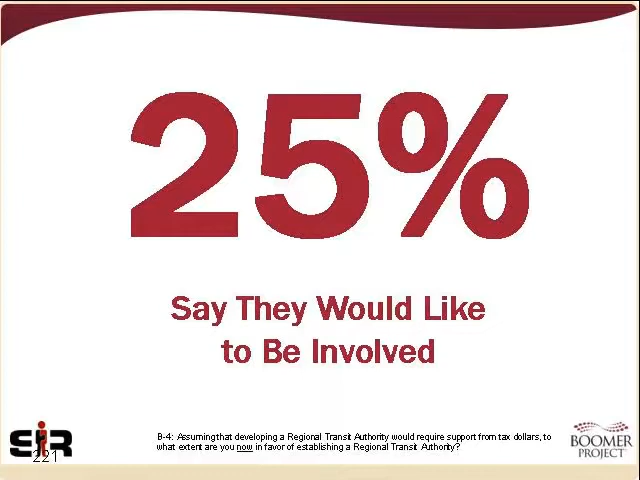 25%
Say They Would Like
to Be Involved
B-4: Assuming that developing a Regional Transit Authority would require support from tax dollars, to
what extent are you now in favor of establishing a Regional Transit Authority?
SIR
221
BOOMER
PROJECT